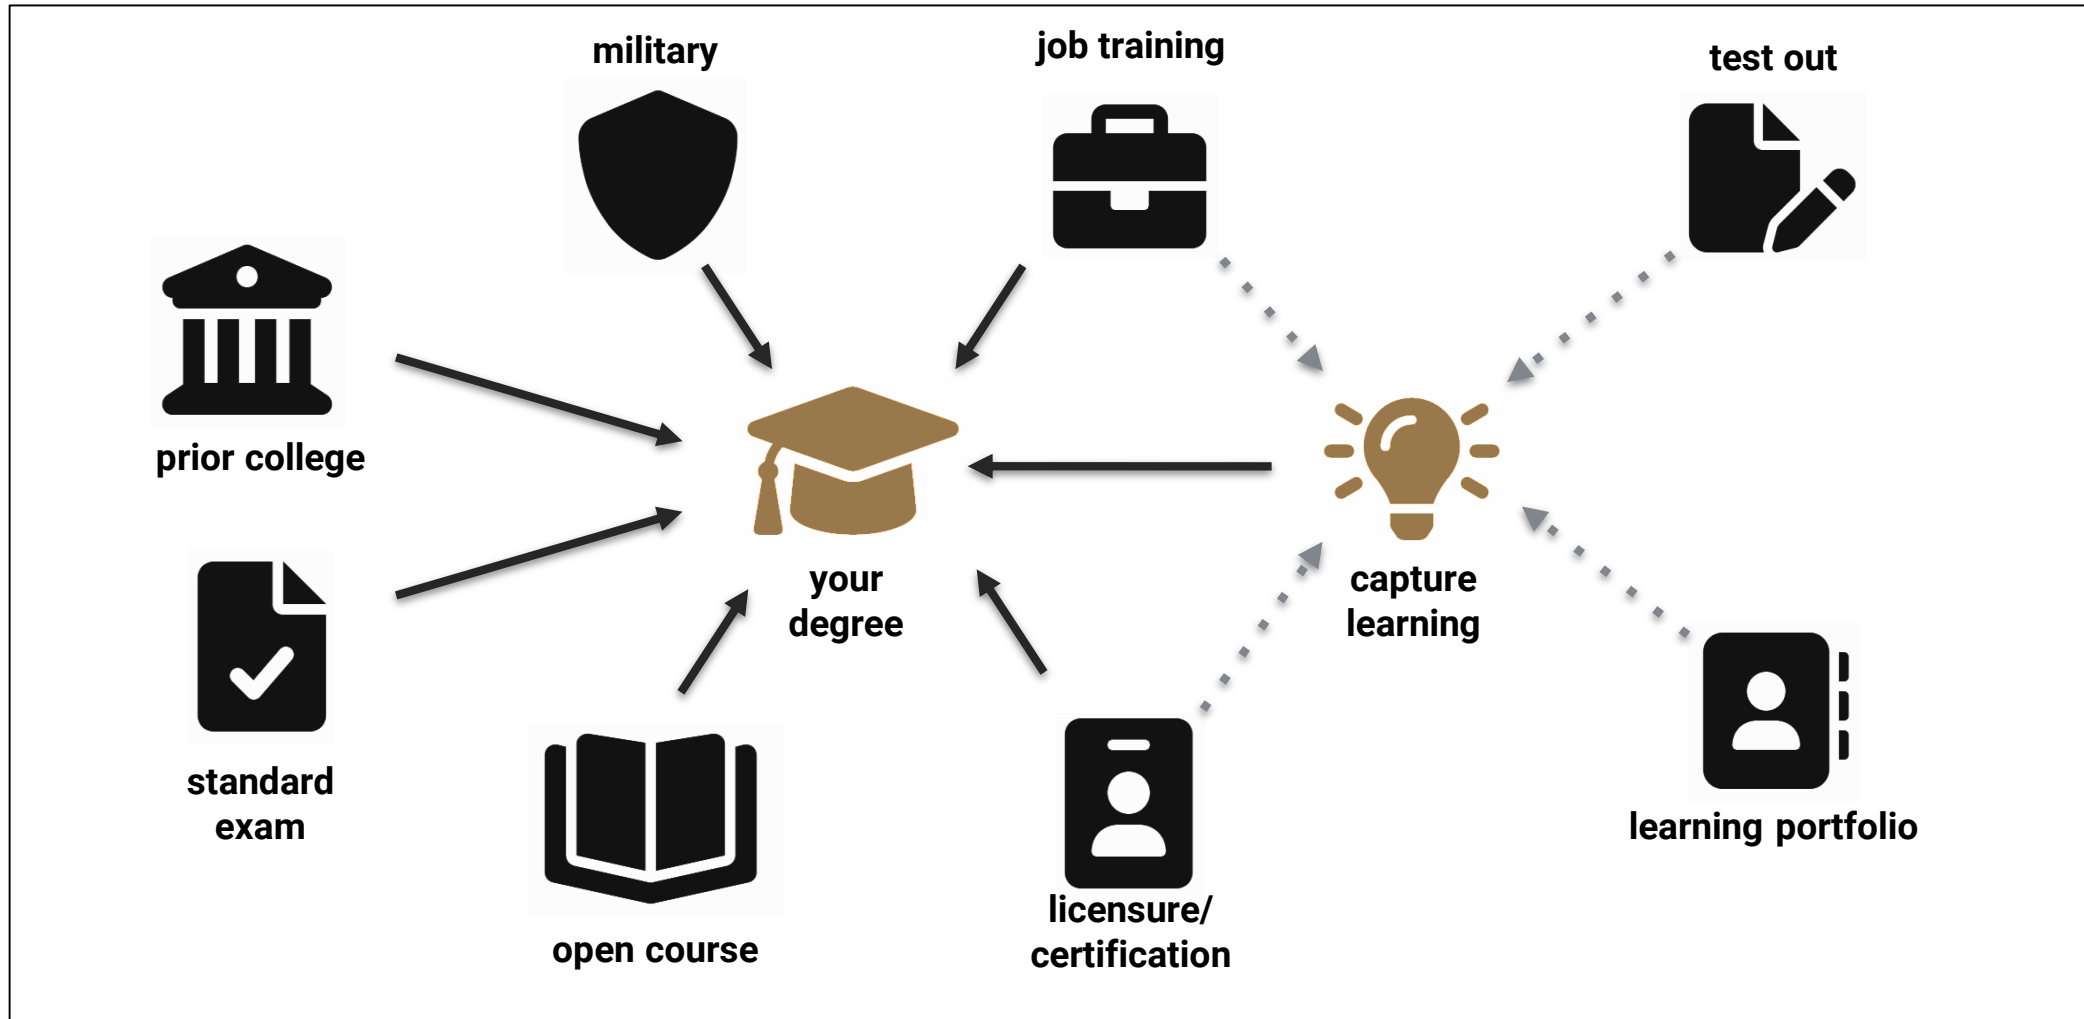 military
job training
test out
prior college
your
degree
capture
learning
standard
exam
open course
licensure/
certification
learning portfolio